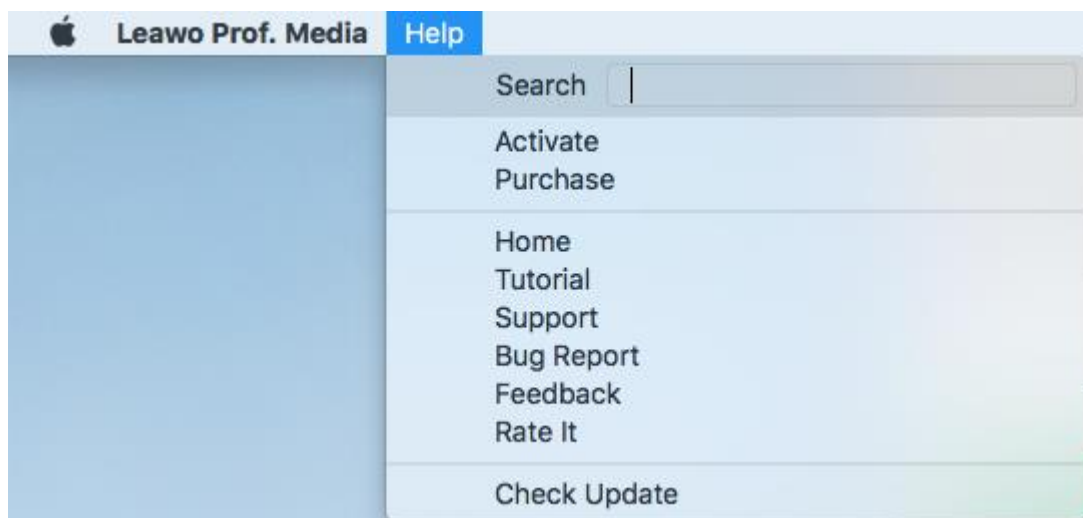 Leawo Prof. Media Help
Search
Activate
Purchase
Home
Tutorial
Support
Bug Report
Feedback
Rate It
Check Update